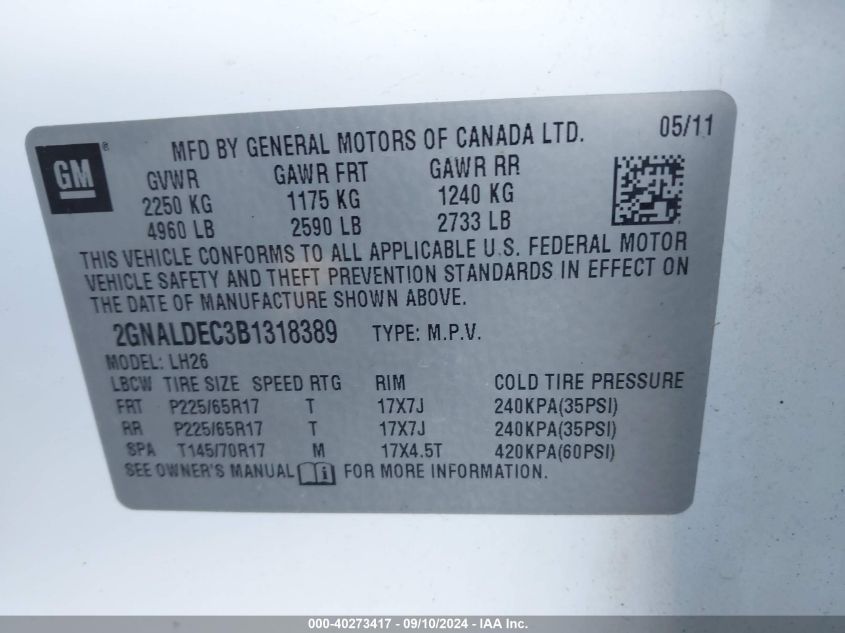 MFD BY GENERAL MOTORS OF CANADA LTD. 05/11
GM ®
GVWR GAWR FRT GAWR RR
2250 KG 1175 KG 1240 KG
4960 LB 2590 LB 2733 LB
THIS VEHICLE CONFORMS TO ALL APPLICABLE U.S. FEDERAL MOTOR
VEHICLE SAFETY AND THEFT PREVENTION STANDARDS IN EFFECT ON
THE DATE OF MANUFACTURE SHOWN ABOVE.
2GNALDEC3B1318389 TYPE: M.P.V.
MODEL: LH26
LBCW TIRE SIZE SPEED RTG RIM COLD TIRE PRESSURE
FRT P225/65R17 T 17X7J 240KPA(35PSI)
RR P225/65R17 T 17X7J 240KPA(35PSI)
SPA T145/70R17 M 17X4.5T 420KPA(60PSI)
SEE OWNER'S MANUAL i FOR MORE INFORMATION.
000-40273417 - 09/10/2024 - IAA Inc.